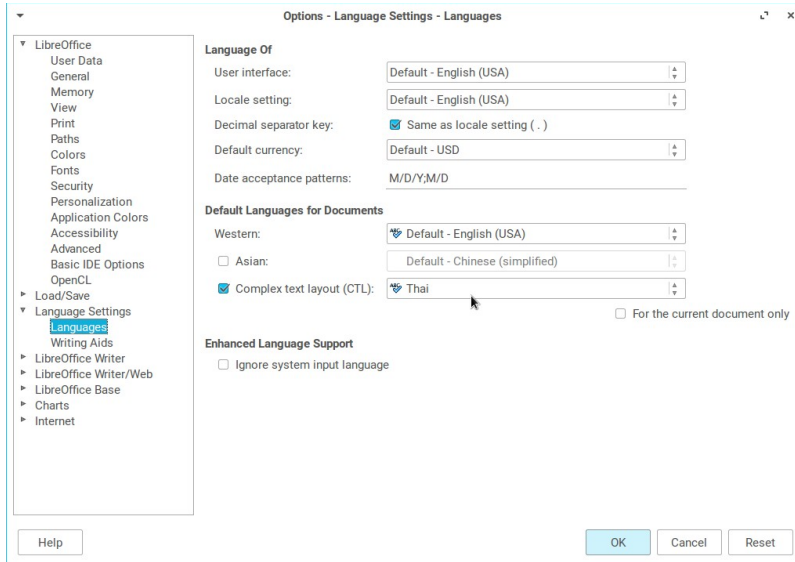 Options - Language Settings - Languages
LibreOffice
User Data
General
Memory
View
Print
Paths
Colors
Fonts
Security
Personalization
Application Colors
Accessibility
Advanced
Basic IDE Options
OpenCL
Load/Save
Language Settings
Languages
Writing Aids
LibreOffice Writer
LibreOffice Writer/Web
LibreOffice Base
Charts
Internet
Language Of
User interface: Default - English (USA)
Locale setting: Default - English (USA)
Decimal separator key: Same as locale setting ( . )
Default currency: Default - USD
Date acceptance patterns: M/D/Y;M/D
Default Languages for Documents
Western: ABC Default - English (USA)
Asian: Default - Chinese (simplified)
Complex text layout (CTL): ABC Thai
For the current document only
Enhanced Language Support
Ignore system input language
Help OK Cancel Reset